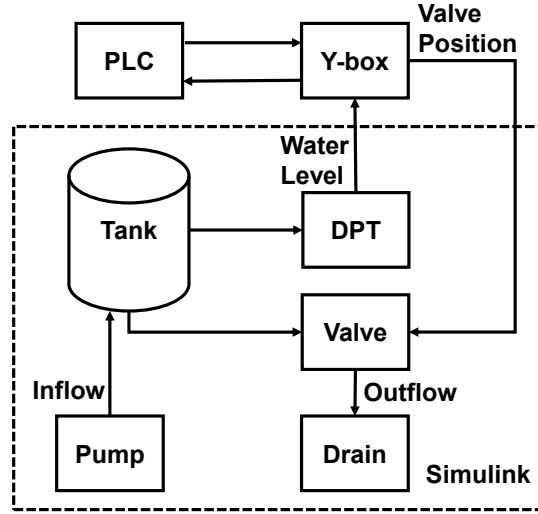 Valve
Position
PLC
Y-box
Water
Level
Tank
DPT
Valve
Inflow
Outflow
Pump
Drain
Simulink